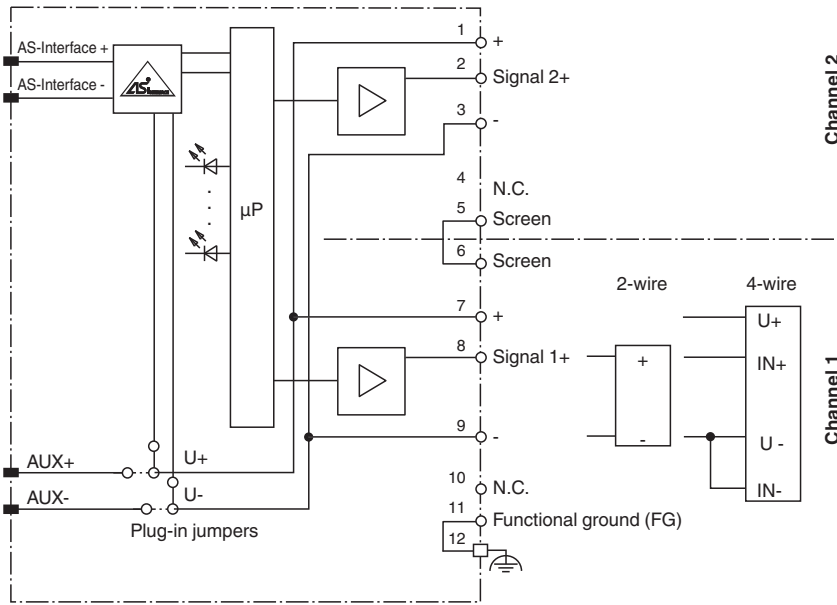 AS-Interface +
AS-Interface -
AS
Interface
µP
AUX+
AUX-
U+
U-
Plug-in jumpers
1
+
2
Signal 2+
3
-
4
N.C.
5
Screen
6
Screen
7
+
8
Signal 1+
9
-
10
N.C.
11
Functional ground (FG)
12
Channel 2
2-wire
+
-
4-wire
U+
IN+
U -
IN-
Channel 1